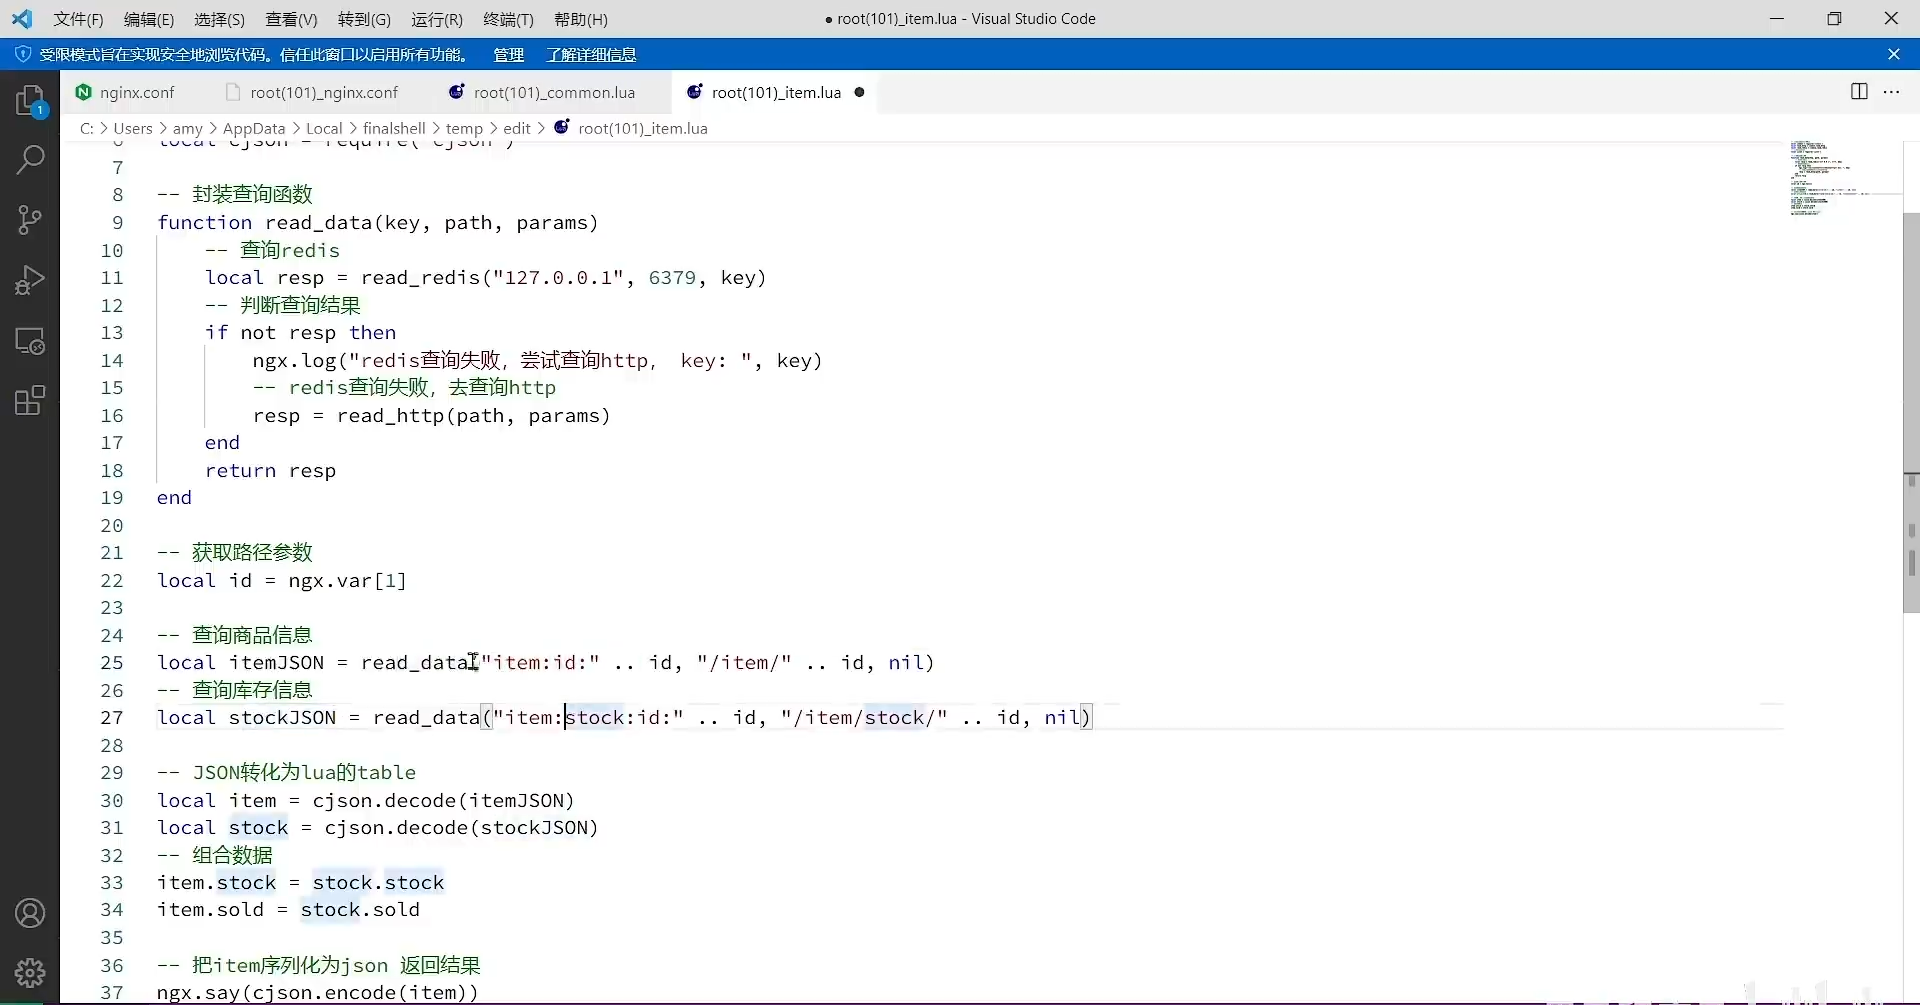 文件(F) 编辑(E) 选择(S) 查看(V) 转到(G) 运行(R) 终端(T) 帮助(H) ● root(101)_item.lua - Visual Studio Code
受限模式旨在实现安全地浏览代码。信任此窗口以启用所有功能。 管理 了解详细信息
nginx.conf root(101)_nginx.conf root(101)_common.lua root(101)_item.lua ●
C: > Users > amy > AppData > Local > finalshell > temp > edit > root(101)_item.lua
6 local cjson = require("cjson")
7
8 -- 封装查询函数
9 function read_data(key, path, params)
10 -- 查询redis
11 local resp = read_redis("127.0.0.1", 6379, key)
12 -- 判断查询结果
13 if not resp then
14 ngx.log("redis查询失败，尝试查询http， key: ", key)
15 -- redis查询失败，去查询http
16 resp = read_http(path, params)
17 end
18 return resp
19 end
20
21 -- 获取路径参数
22 local id = ngx.var[1]
23
24 -- 查询商品信息
25 local itemJSON = read_data("item:id:" .. id, "/item/" .. id, nil)
26 -- 查询库存信息
27 local stockJSON = read_data("item:stock:id:" .. id, "/item/stock/" .. id, nil)
28
29 -- JSON转化为lua的table
30 local item = cjson.decode(itemJSON)
31 local stock = cjson.decode(stockJSON)
32 -- 组合数据
33 item.stock = stock.stock
34 item.sold = stock.sold
35
36 -- 把item序列化为json 返回结果
37 ngx.say(cjson.encode(item))
1